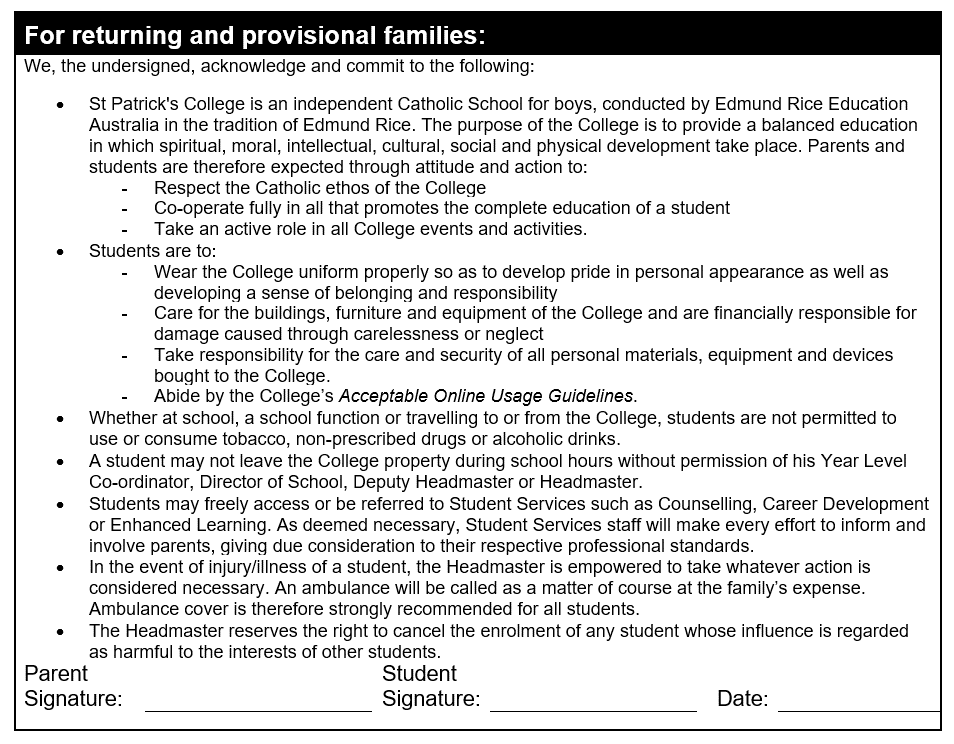 For returning and provisional families:
We, the undersigned, acknowledge and commit to the following:
• St Patrick's College is an independent Catholic School for boys, conducted by Edmund Rice Education
Australia in the tradition of Edmund Rice. The purpose of the College is to provide a balanced education
in which spiritual, moral, intellectual, cultural, social and physical development take place. Parents and
students are therefore expected through attitude and action to:
- Respect the Catholic ethos of the College
- Co-operate fully in all that promotes the complete education of a student
- Take an active role in all College events and activities.
• Students are to:
- Wear the College uniform properly so as to develop pride in personal appearance as well as
developing a sense of belonging and responsibility
- Care for the buildings, furniture and equipment of the College and are financially responsible for
damage caused through carelessness or neglect
- Take responsibility for the care and security of all personal materials, equipment and devices
bought to the College.
- Abide by the College’s Acceptable Online Usage Guidelines.
• Whether at school, a school function or travelling to or from the College, students are not permitted to
use or consume tobacco, non-prescribed drugs or alcoholic drinks.
• A student may not leave the College property during school hours without permission of his Year Level
Co-ordinator, Director of School, Deputy Headmaster or Headmaster.
• Students may freely access or be referred to Student Services such as Counselling, Career Development
or Enhanced Learning. As deemed necessary, Student Services staff will make every effort to inform and
involve parents, giving due consideration to their respective professional standards.
• In the event of injury/illness of a student, the Headmaster is empowered to take whatever action is
considered necessary. An ambulance will be called as a matter of course at the family’s expense.
Ambulance cover is therefore strongly recommended for all students.
• The Headmaster reserves the right to cancel the enrolment of any student whose influence is regarded
as harmful to the interests of other students.
Parent Student
Signature: Signature: Date: